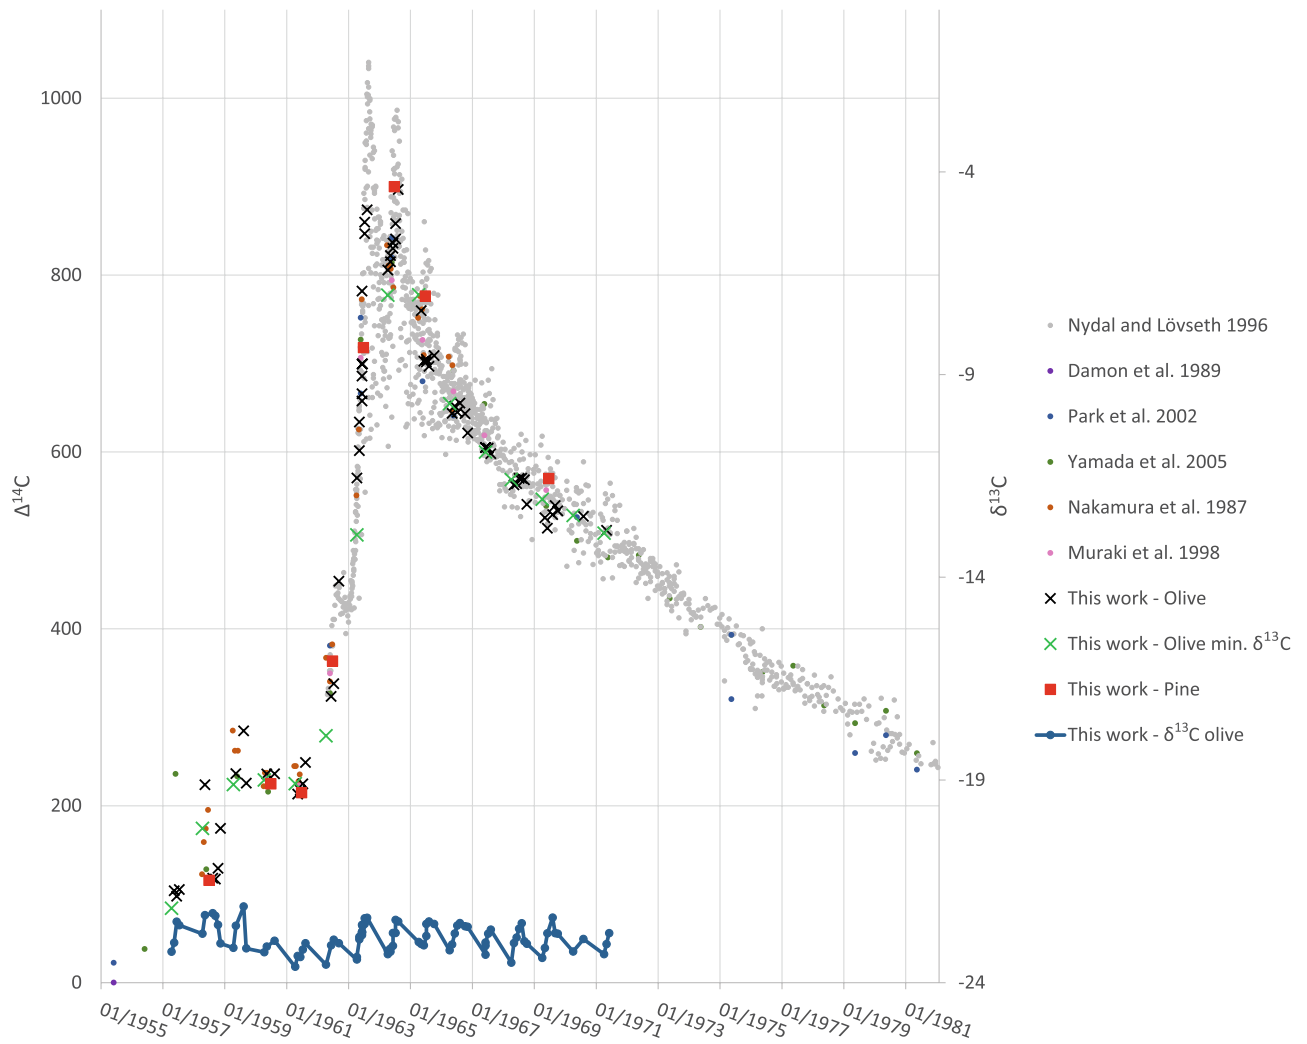 1000
800
600
400
200
0
Δ14C
-4
-9
-14
-19
-24
δ13C
01/1955
01/1957
01/1959
01/1961
01/1963
01/1965
01/1967
01/1969
01/1971
01/1973
01/1975
01/1977
01/1979
01/1981
Nydal and Lövseth 1996
Damon et al. 1989
Park et al. 2002
Yamada et al. 2005
Nakamura et al. 1987
Muraki et al. 1998
This work - Olive
This work - Olive min. δ13C
This work - Pine
This work - δ13C olive